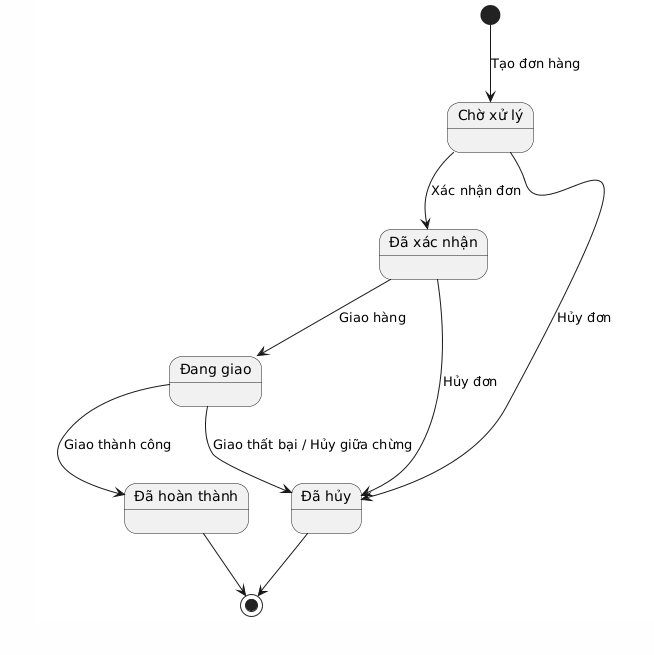 Tạo đơn hàng
Chờ xử lý
Xác nhận đơn
Đã xác nhận
Giao hàng
Hủy đơn
Đang giao
Hủy đơn
Giao thành công
Giao thất bại / Hủy giữa chừng
Đã hoàn thành
Đã hủy